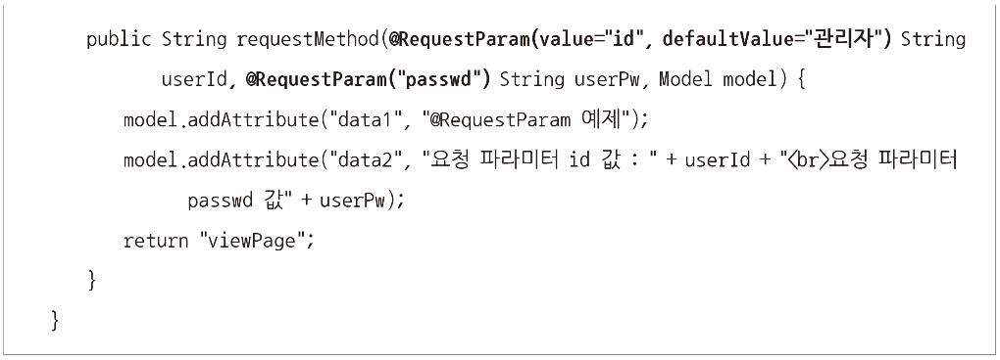 public String requestMethod(@RequestParam(value="id", defaultValue="관리자") String
userId, @RequestParam("passwd") String userPw, Model model) {
model.addAttribute("data1", "@RequestParam 예제");
model.addAttribute("data2", "요청 파라미터 id 값 : " + userId + "<br>요청 파라미터
passwd 값" + userPw);
return "viewPage";
}
}